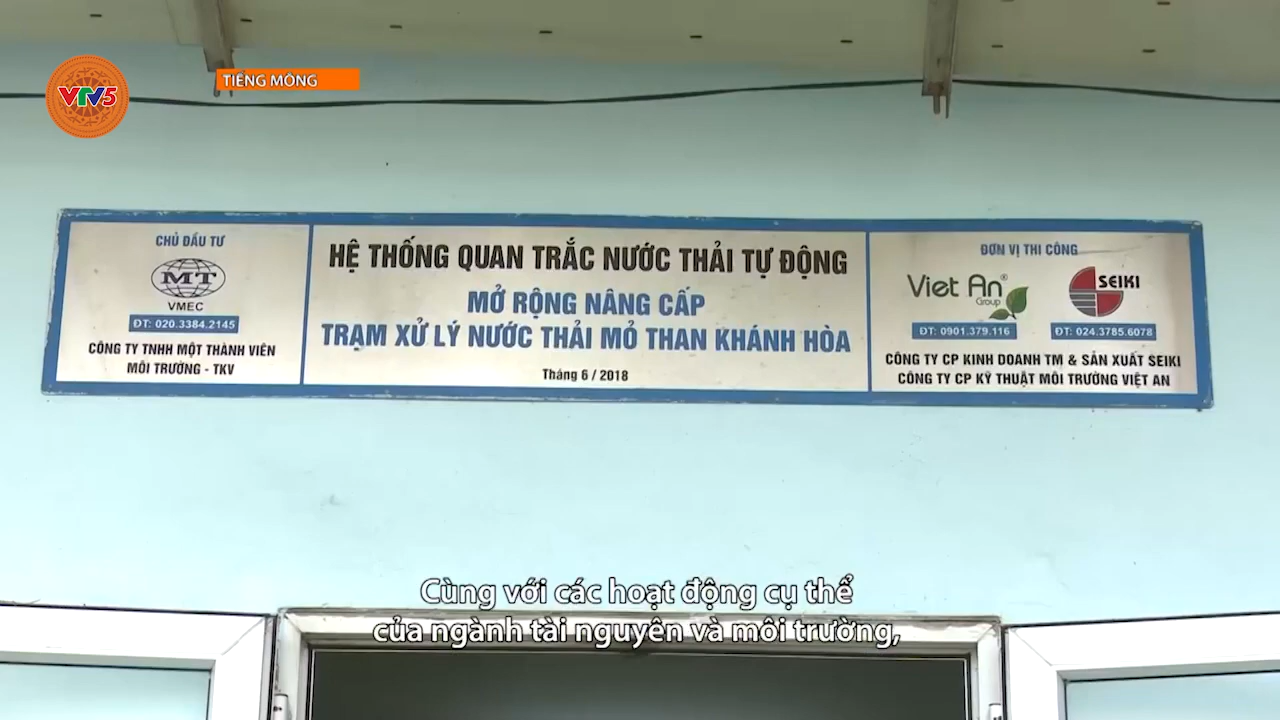 VTV5
TIẾNG MÔNG
CHỦ ĐẦU TƯ
MT
VMEC
ĐT: 020.3384.2145
CÔNG TY TNHH MỘT THÀNH VIÊN
MÔI TRƯỜNG - TKV
HỆ THỐNG QUAN TRẮC NƯỚC THẢI TỰ ĐỘNG
MỞ RỘNG NÂNG CẤP
TRẠM XỬ LÝ NƯỚC THẢI MỎ THAN KHÁNH HÒA
Tháng 6 / 2018
ĐƠN VỊ THI CÔNG
Viet An®
Group
SEIKI
ĐT: 0901.379.116
ĐT: 024.3785.6078
CÔNG TY CP KINH DOANH TM & SẢN XUẤT SEIKI
CÔNG TY CP KỸ THUẬT MÔI TRƯỜNG VIỆT AN
Cùng với các hoạt động cụ thể
của ngành tài nguyên và môi trường,